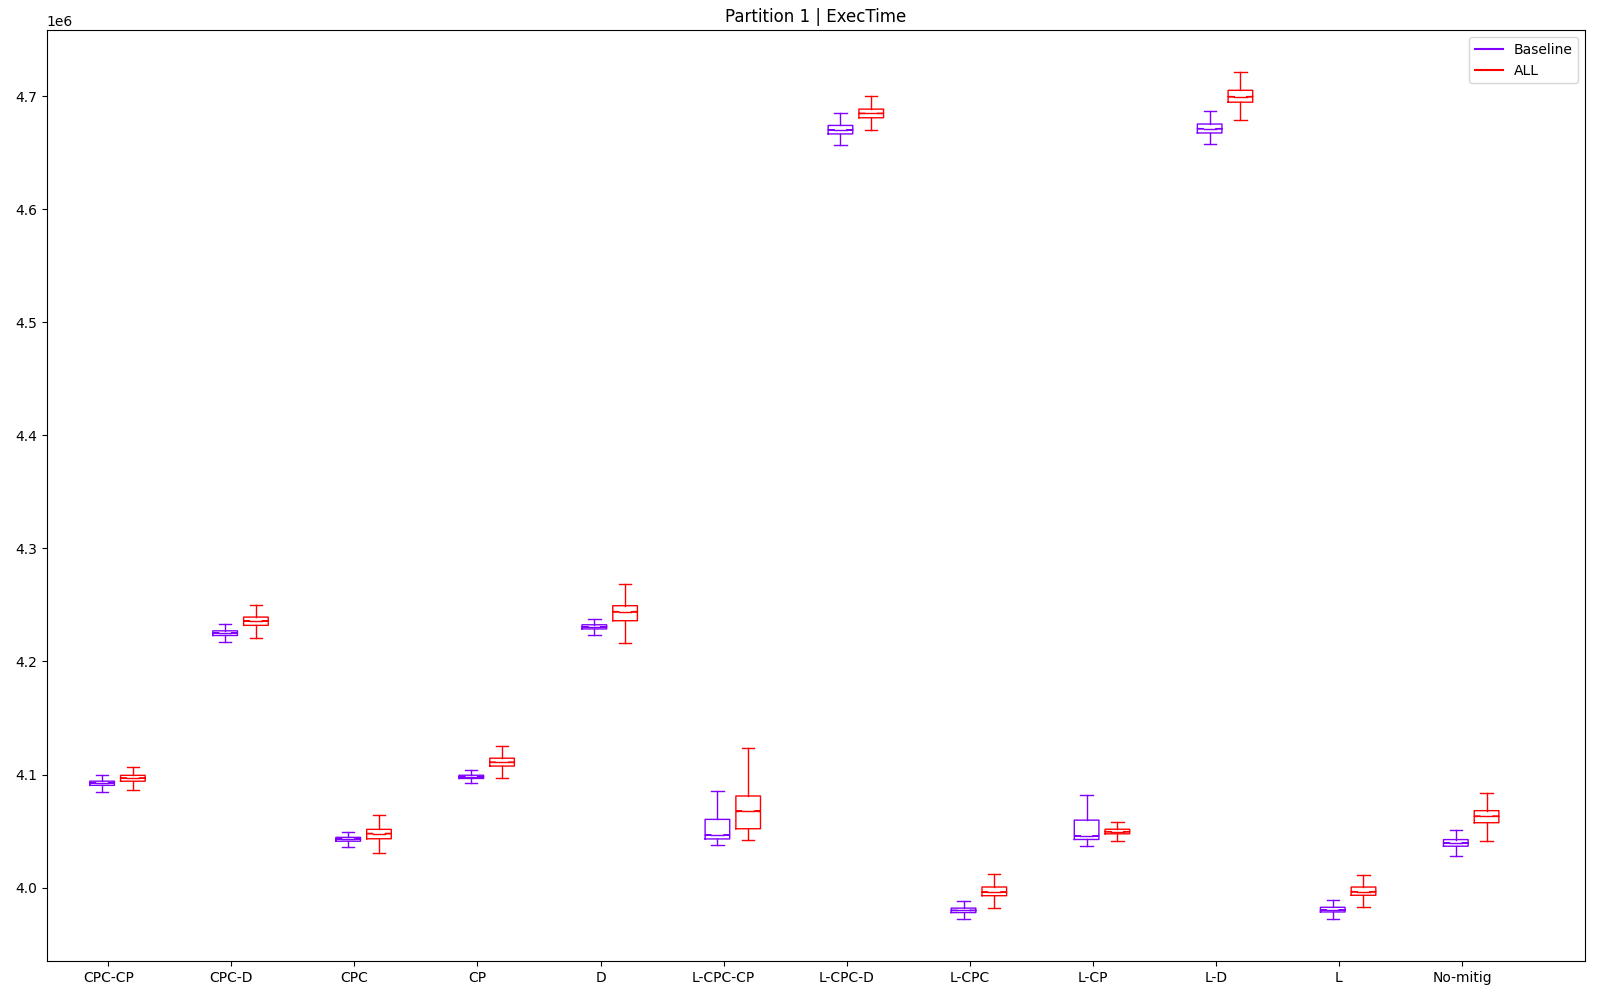 Partition 1 | ExecTime
1e6
Baseline
ALL
4.7
4.6
4.5
4.4
4.3
4.2
4.1
4.0
CPC-CP CPC-D CPC CP D L-CPC-CP L-CPC-D L-CPC L-CP L-D L No-mitig